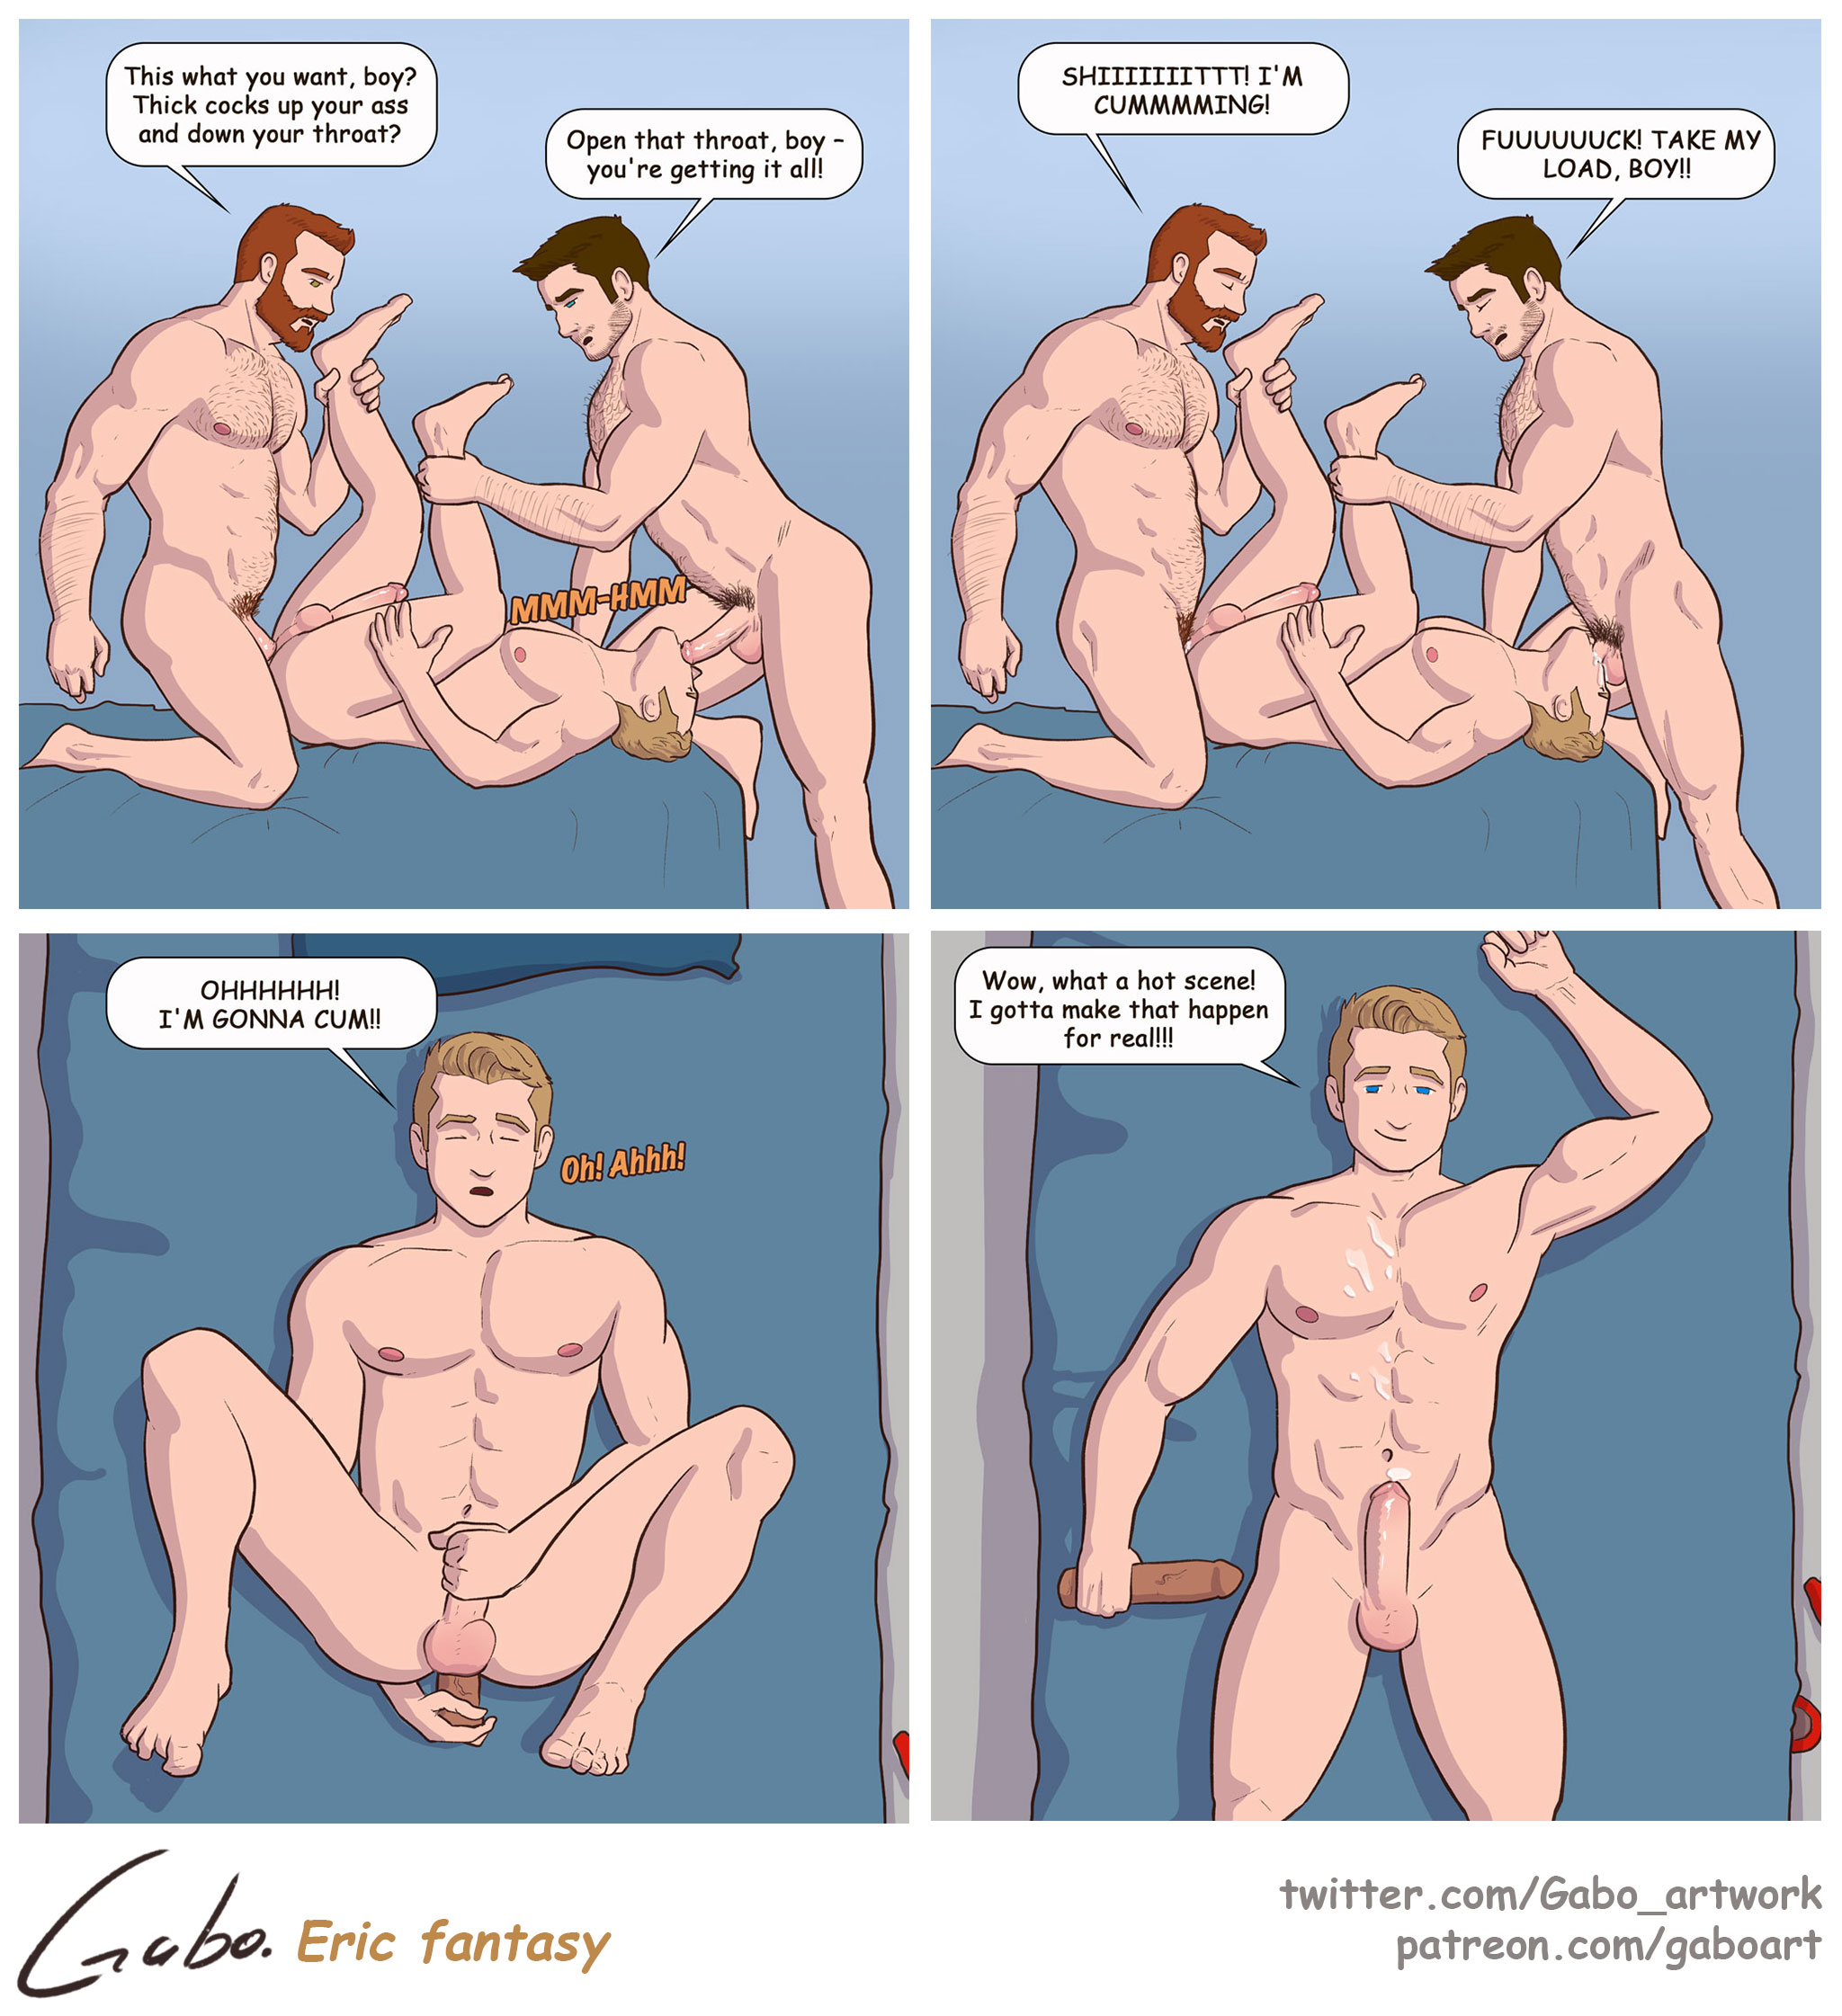 This what you want, boy?
Thick cocks up your ass
and down your throat?
Open that throat, boy –
you're getting it all!
MMM-HMM
SHIIIIIIITTT! I'M
CUMMMMING!
FUUUUUUCK! TAKE MY
LOAD, BOY!!
OHHHHHH!
I'M GONNA CUM!!
Oh! Ahhh!
Wow, what a hot scene!
I gotta make that happen
for real!!!
Gabo. Eric fantasy
twitter.com/Gabo_artwork
patreon.com/gaboart